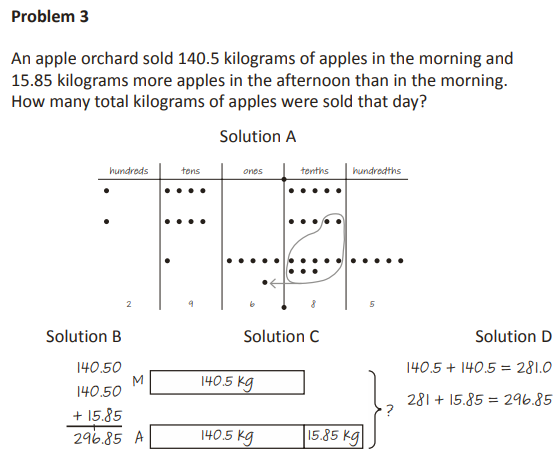 Problem 3
An apple orchard sold 140.5 kilograms of apples in the morning and
15.85 kilograms more apples in the afternoon than in the morning.
How many total kilograms of apples were sold that day?
Solution A
hundreds tens ones tenths hundredths
2 9 6 8 5
Solution B
140.50
140.50
+ 15.85
296.85
Solution C
M 140.5 kg
A 140.5 kg 15.85 kg
?
Solution D
140.5 + 140.5 = 281.0
281 + 15.85 = 296.85